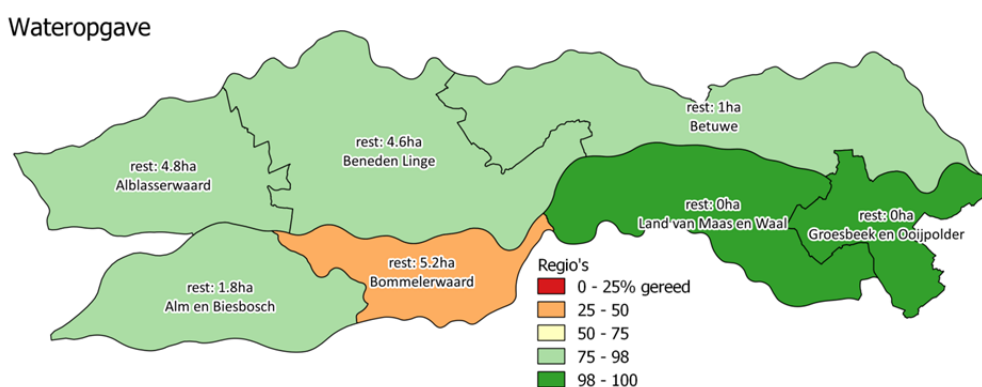 Wateropgave
rest: 1ha
Betuwe
rest: 4.6ha
Beneden Linge
rest: 4.8ha
Alblasserwaard
rest: 0ha
Land van Maas en Waal
rest: 0ha
Groesbeek en Ooijpolder
rest: 5.2ha
Bommelerwaard
rest: 1.8ha
Alm en Biesbosch
Regio's
0 - 25% gereed
25 - 50
50 - 75
75 - 98
98 - 100